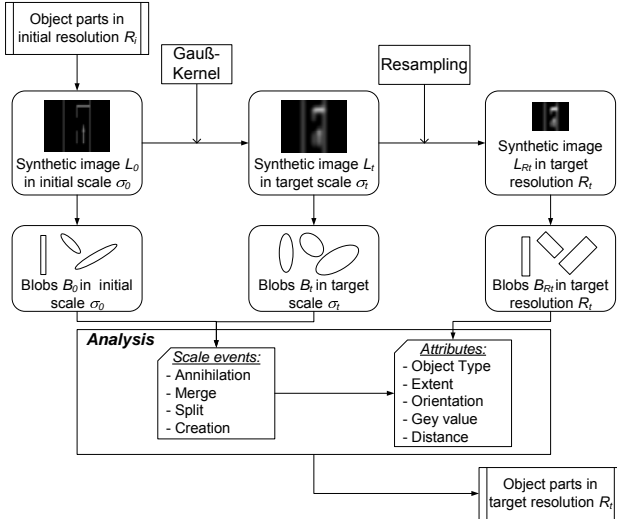 Object parts in
initial resolution Ri
Gauß-
Kernel
Resampling
Synthetic image L0
in initial scale σ0
Synthetic image Lt
in target scale σt
Synthetic image
LRt in target
resolution Rt
Blobs B0 in  initial
scale σ0
Blobs Bt in target
scale σt
Blobs BRt in target
resolution Rt
Analysis
Scale events:
- Annihilation
- Merge
- Split
- Creation
Attributes:
- Object Type
- Extent
- Orientation
- Gey value
- Distance
Object parts in
target resolution Rt